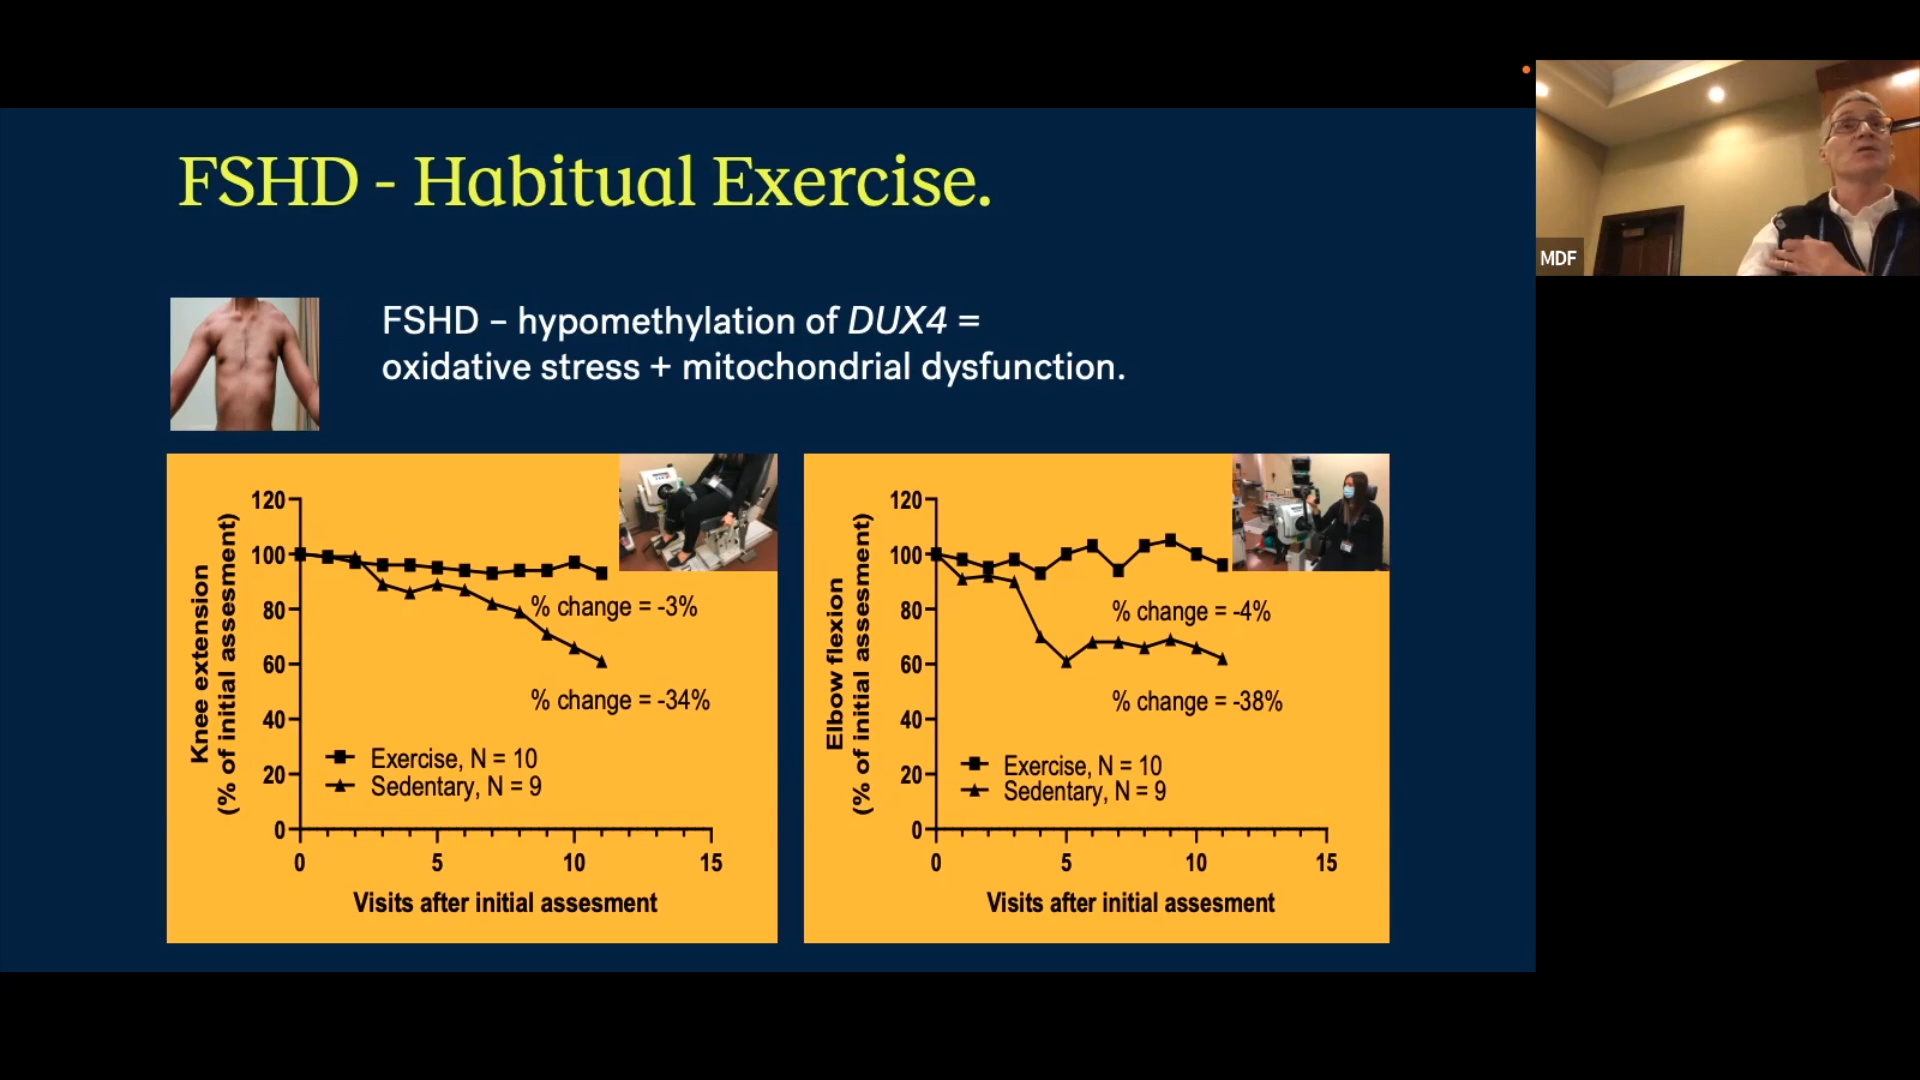 FSHD - Habitual Exercise.
FSHD – hypomethylation of DUX4 =
oxidative stress + mitochondrial dysfunction.
MDF
Knee extension
(% of initial assesment)
120
100
80
60
40
20
0
% change = -3%
% change = -34%
Exercise, N = 10
Sedentary, N = 9
0 5 10 15
Visits after initial assesment
Elbow flexion
(% of initial assesment)
120
100
80
60
40
20
0
% change = -4%
% change = -38%
Exercise, N = 10
Sedentary, N = 9
0 5 10 15
Visits after initial assesment